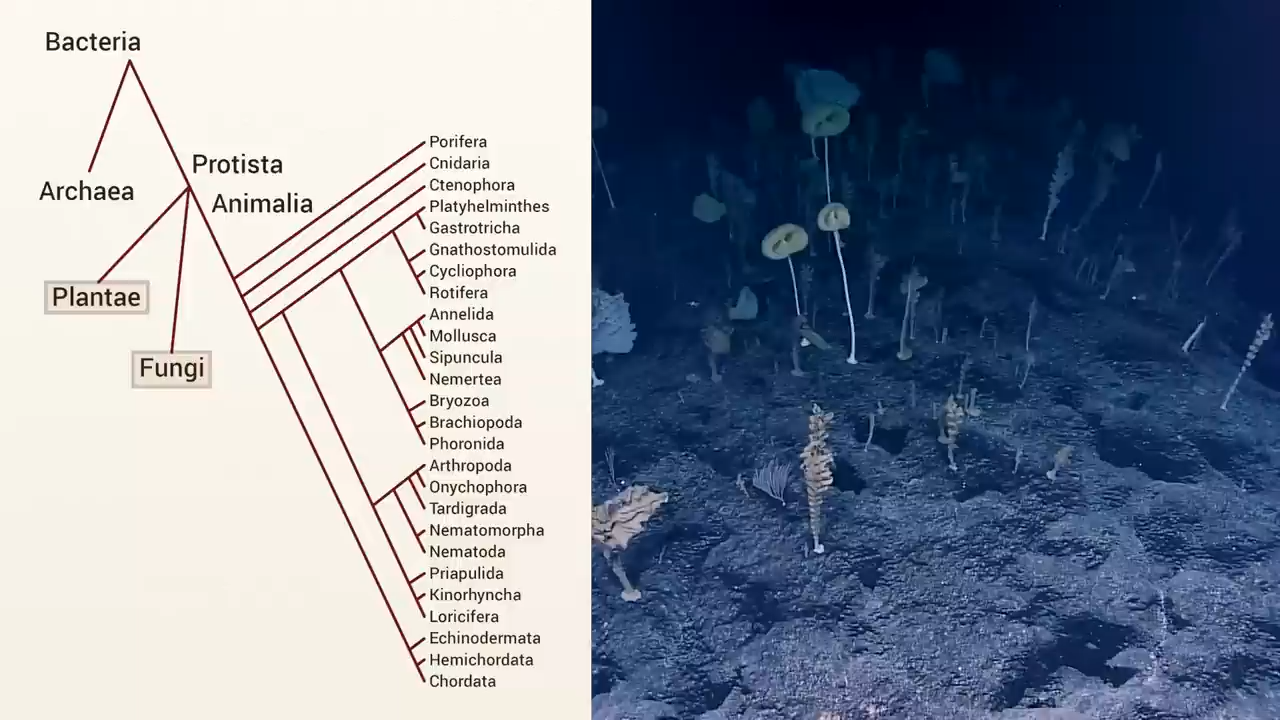 Bacteria
Archaea
Protista
Animalia
Plantae
Fungi
Porifera
Cnidaria
Ctenophora
Platyhelminthes
Gastrotricha
Gnathostomulida
Cycliophora
Rotifera
Annelida
Mollusca
Sipuncula
Nemertea
Bryozoa
Brachiopoda
Phoronida
Arthropoda
Onychophora
Tardigrada
Nematomorpha
Nematoda
Priapulida
Kinorhyncha
Loricifera
Echinodermata
Hemichordata
Chordata